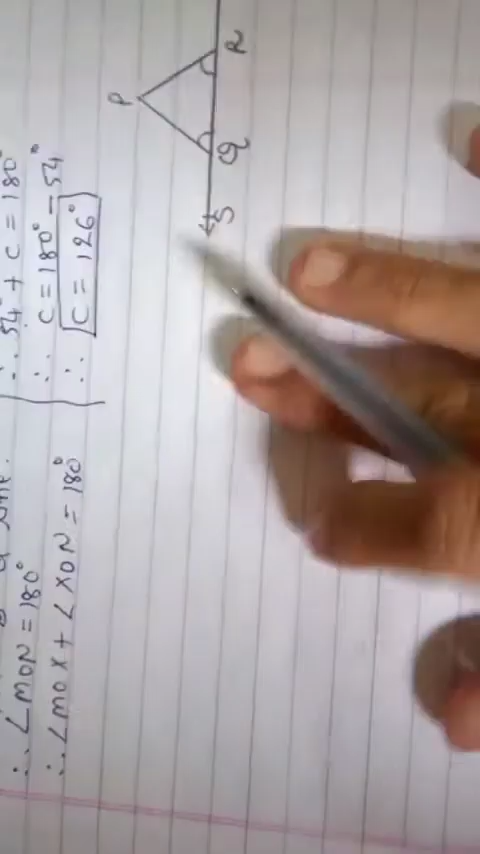 ∴ ∠MON = 180°
∴ ∠MOX + ∠XON = 180°
∴ 54° + C = 180°
∴ C = 180° - 54°
∴ C = 126°
P
Q
R
S